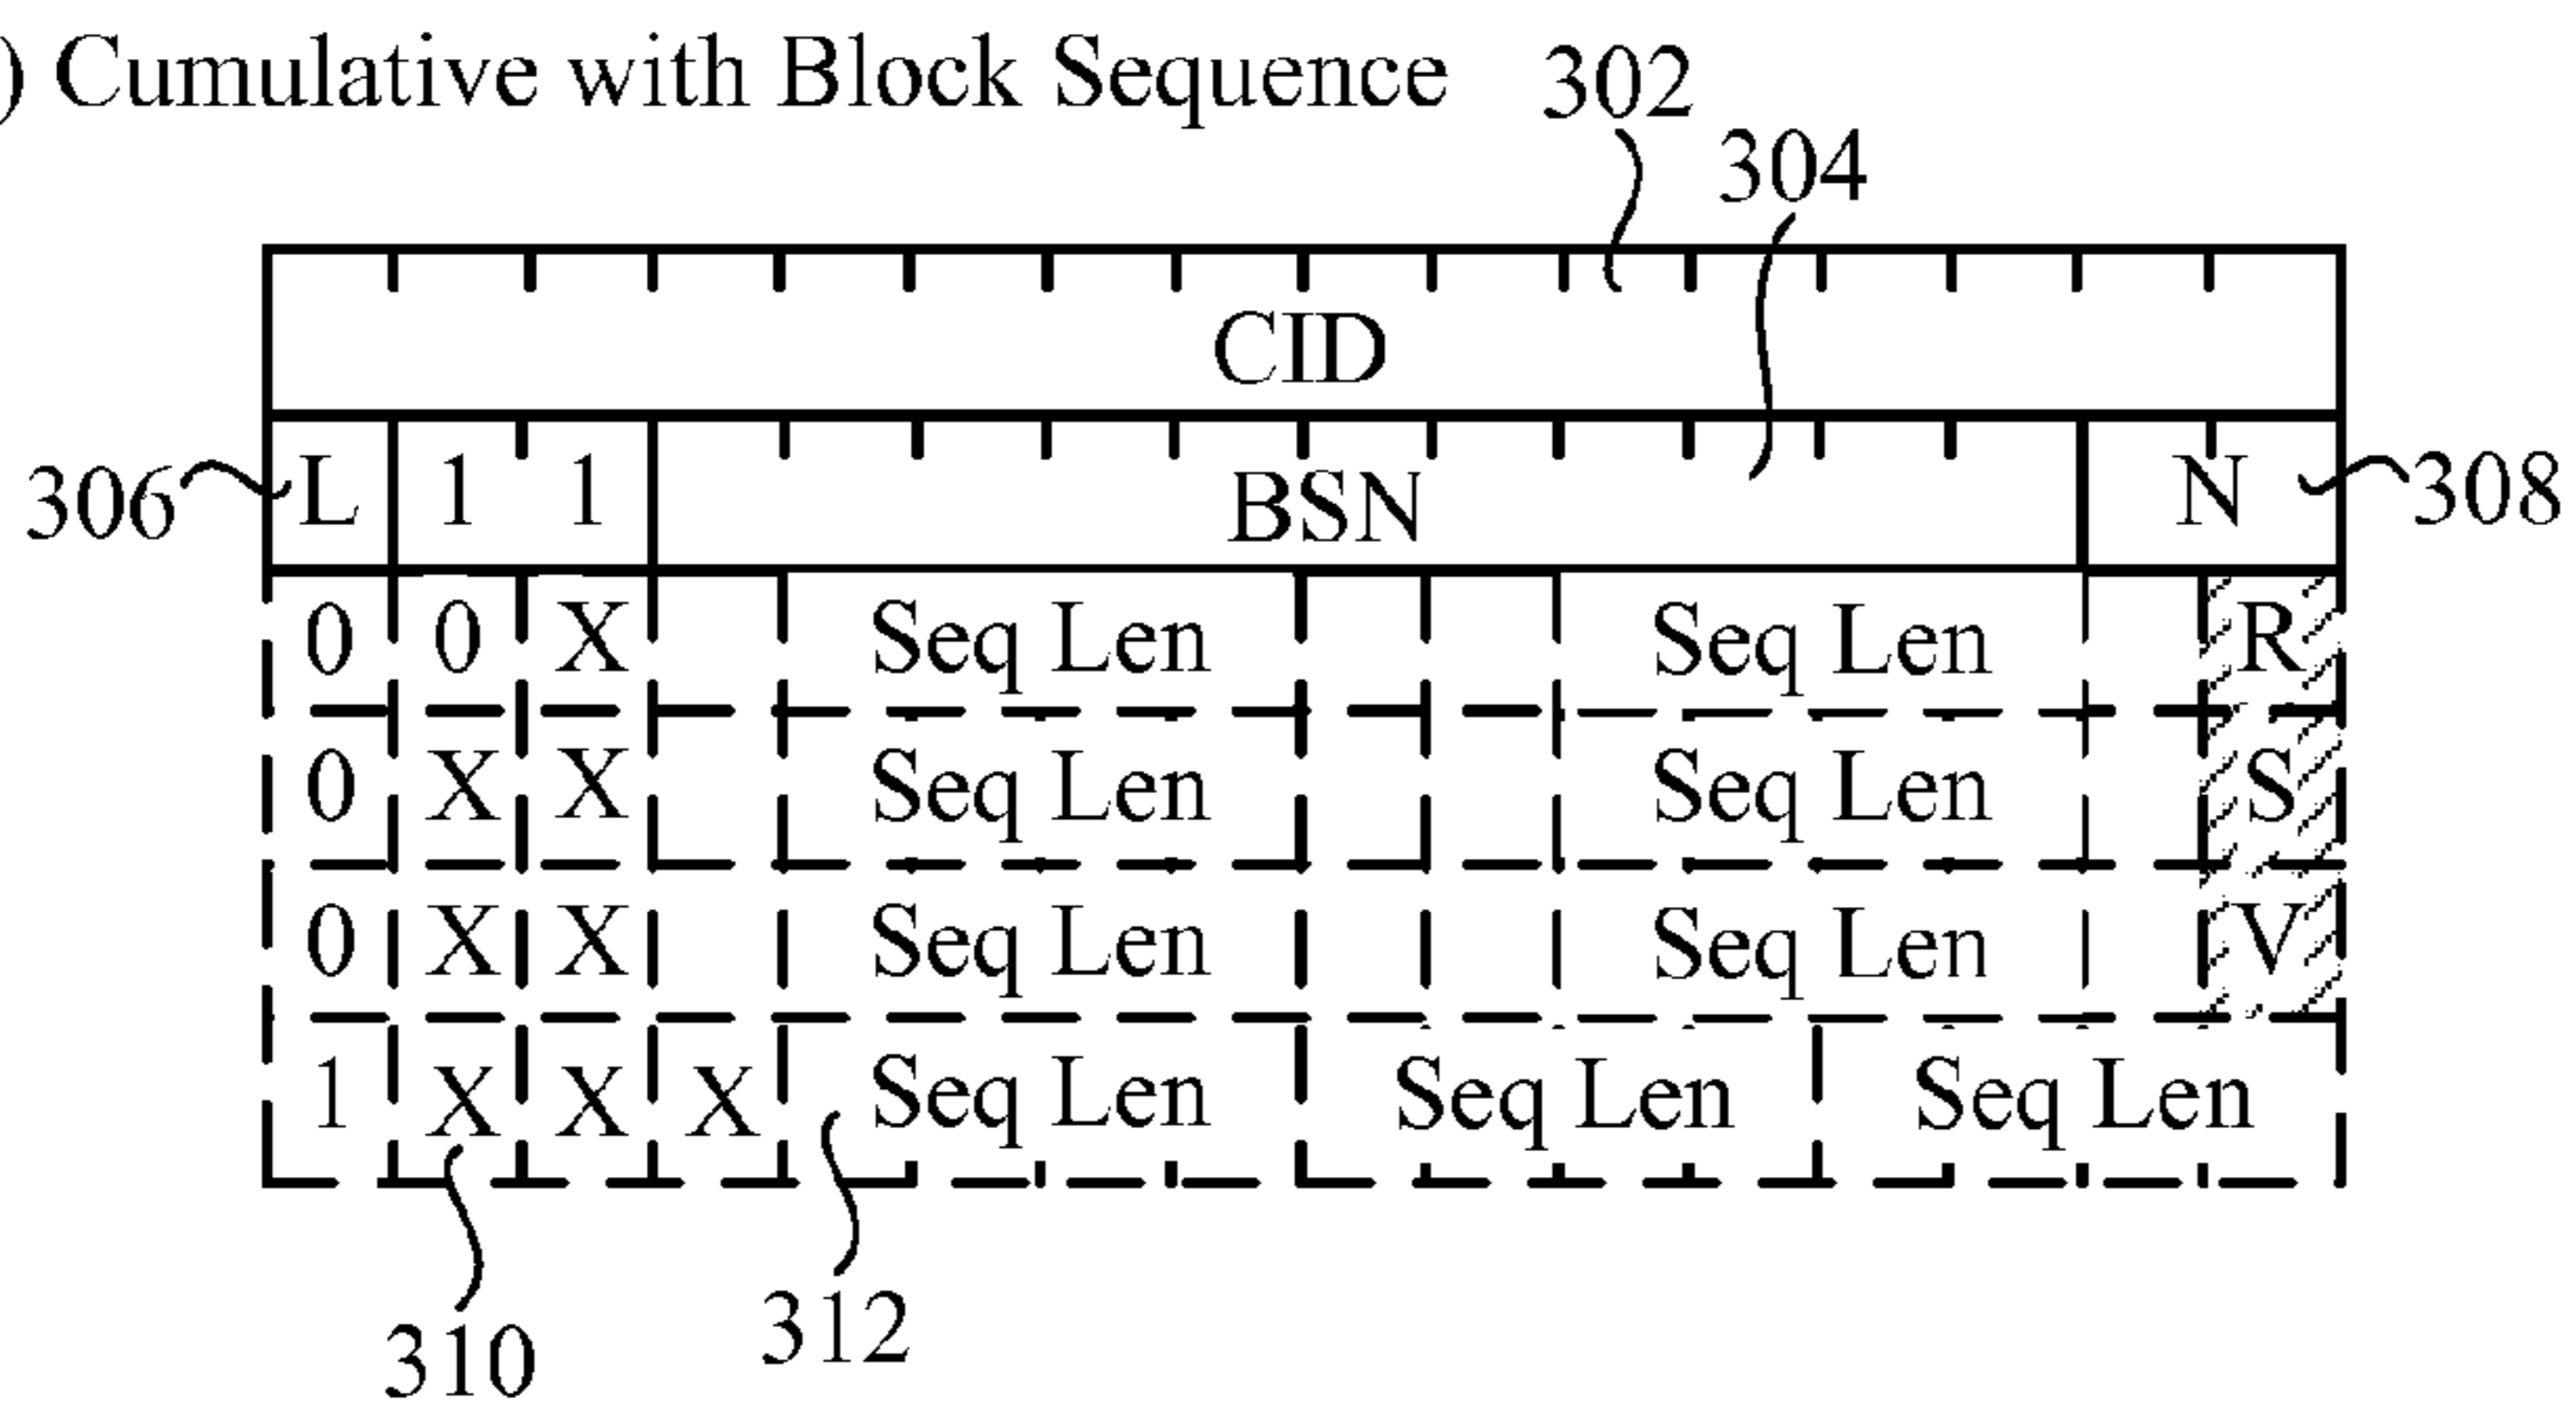 ) Cumulative with Block Sequence
302
304
CID
306 L 1 1 BSN N 308
0 0 X Seq Len Seq Len R
0 X X Seq Len Seq Len S
0 X X Seq Len Seq Len V
1 X X X Seq Len Seq Len Seq Len
310 312